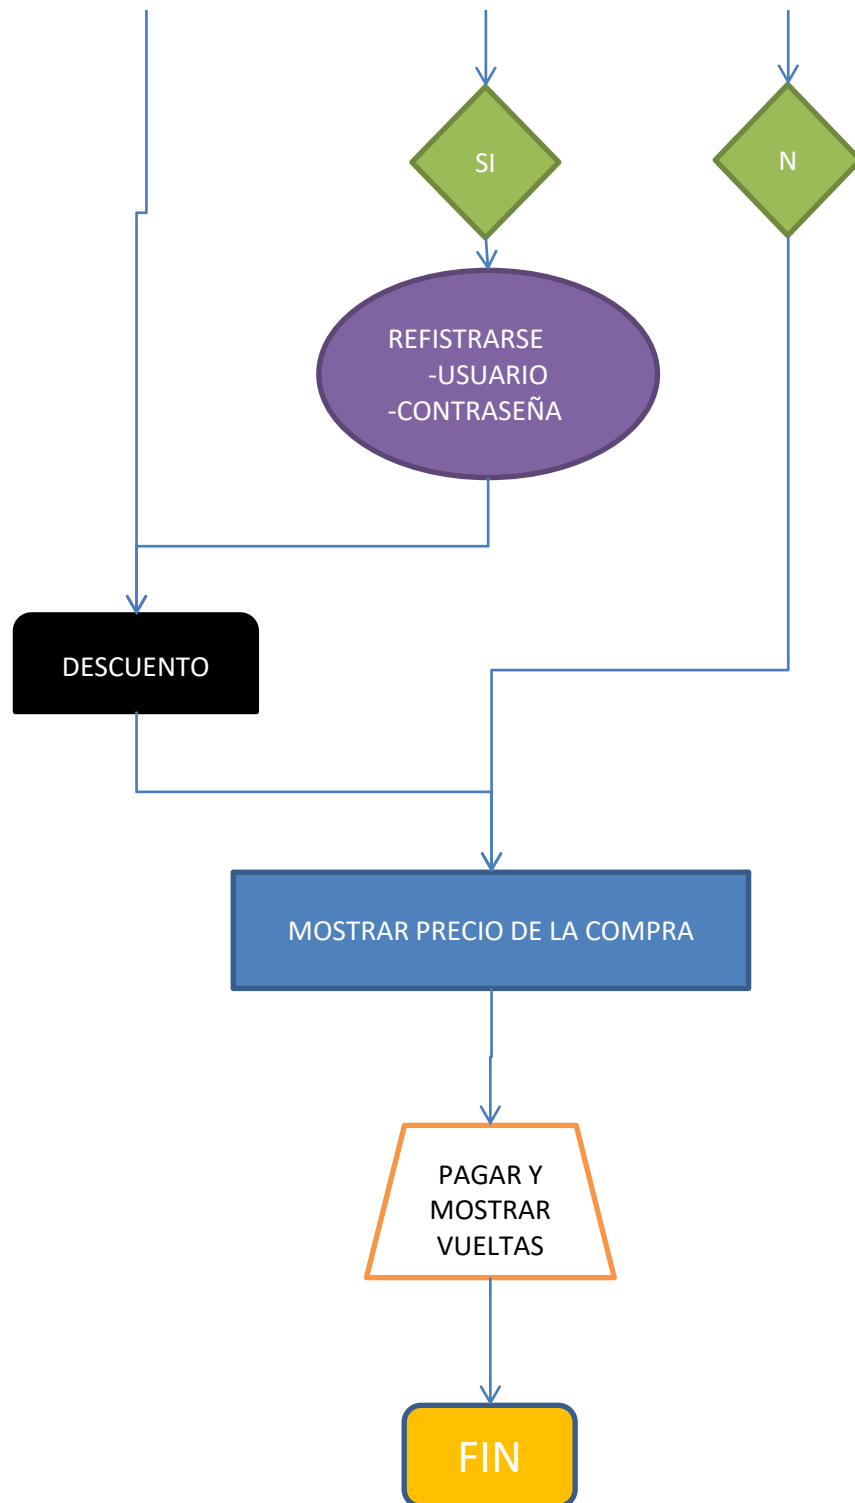 SI
N
REFISTRARSE
-USUARIO
-CONTRASEÑA
DESCUENTO
MOSTRAR PRECIO DE LA COMPRA
PAGAR Y
MOSTRAR
VUELTAS
FIN